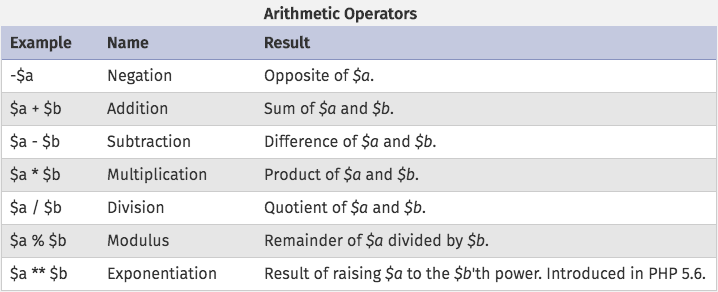 Arithmetic Operators
Example Name Result
-$a Negation Opposite of $a.
$a + $b Addition Sum of $a and $b.
$a - $b Subtraction Difference of $a and $b.
$a * $b Multiplication Product of $a and $b.
$a / $b Division Quotient of $a and $b.
$a % $b Modulus Remainder of $a divided by $b.
$a ** $b Exponentiation Result of raising $a to the $b'th power. Introduced in PHP 5.6.